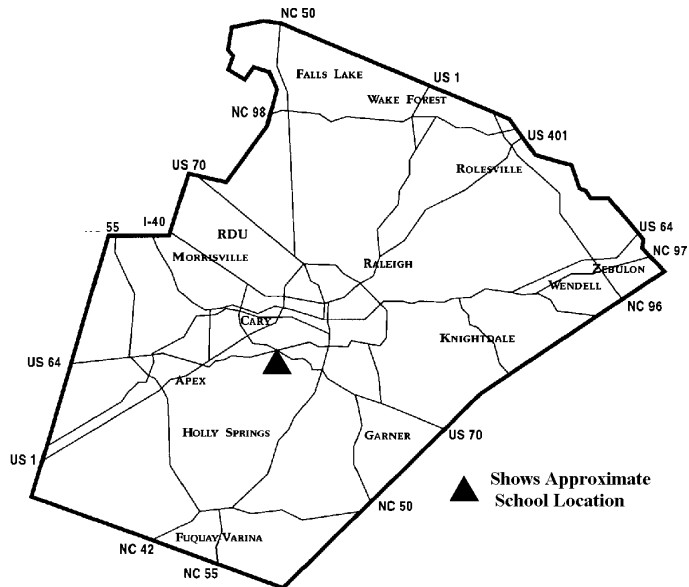 NC 50
FALLS LAKE
US 1
WAKE FOREST
NC 98
US 401
US 70
ROLESVILLE
55
I-40
RDU
US 64
MORRISVILLE
RALEIGH
NC 97
ZEBULON
WENDELL
NC 96
CARY
KNIGHTDALE
US 64
APEX
HOLLY SPRINGS
GARNER
US 70
US 1
Shows Approximate
School Location
NC 50
FUQUAY VARINA
NC 42
NC 55